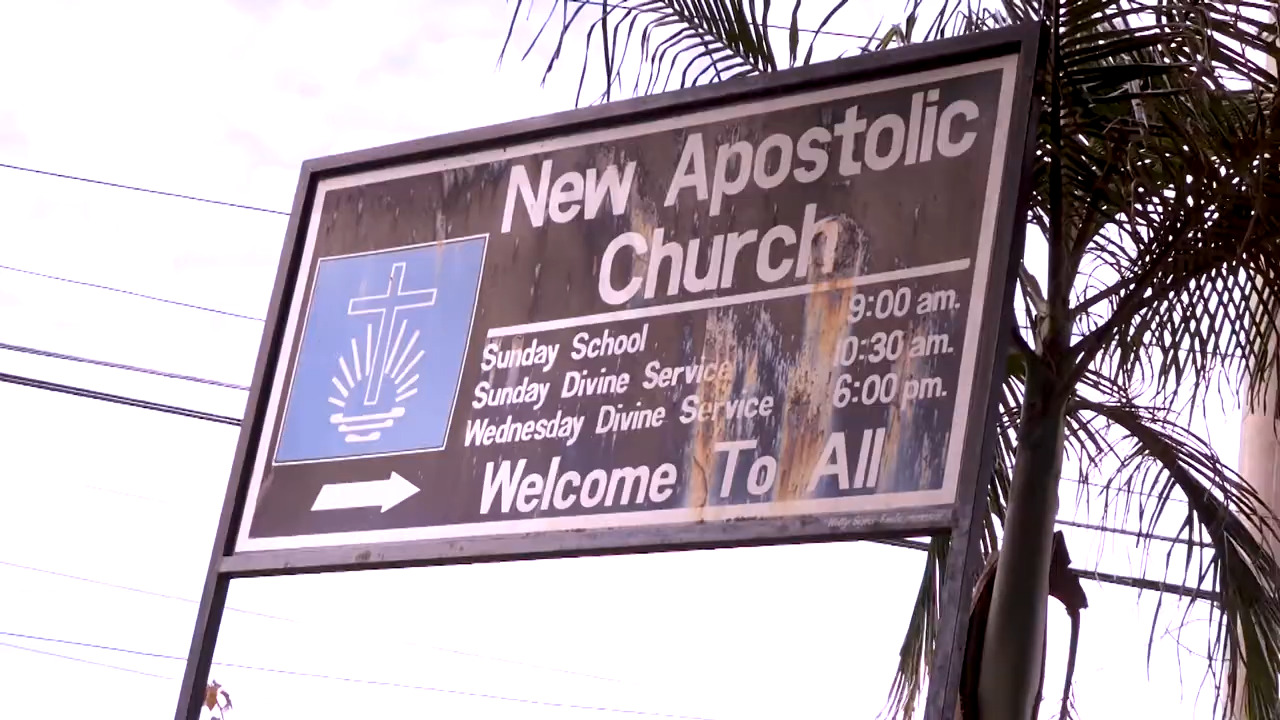 New Apostolic
Church
Sunday School 9:00 am.
Sunday Divine Service 10:30 am.
Wednesday Divine Service 6:00 pm.
Welcome To All